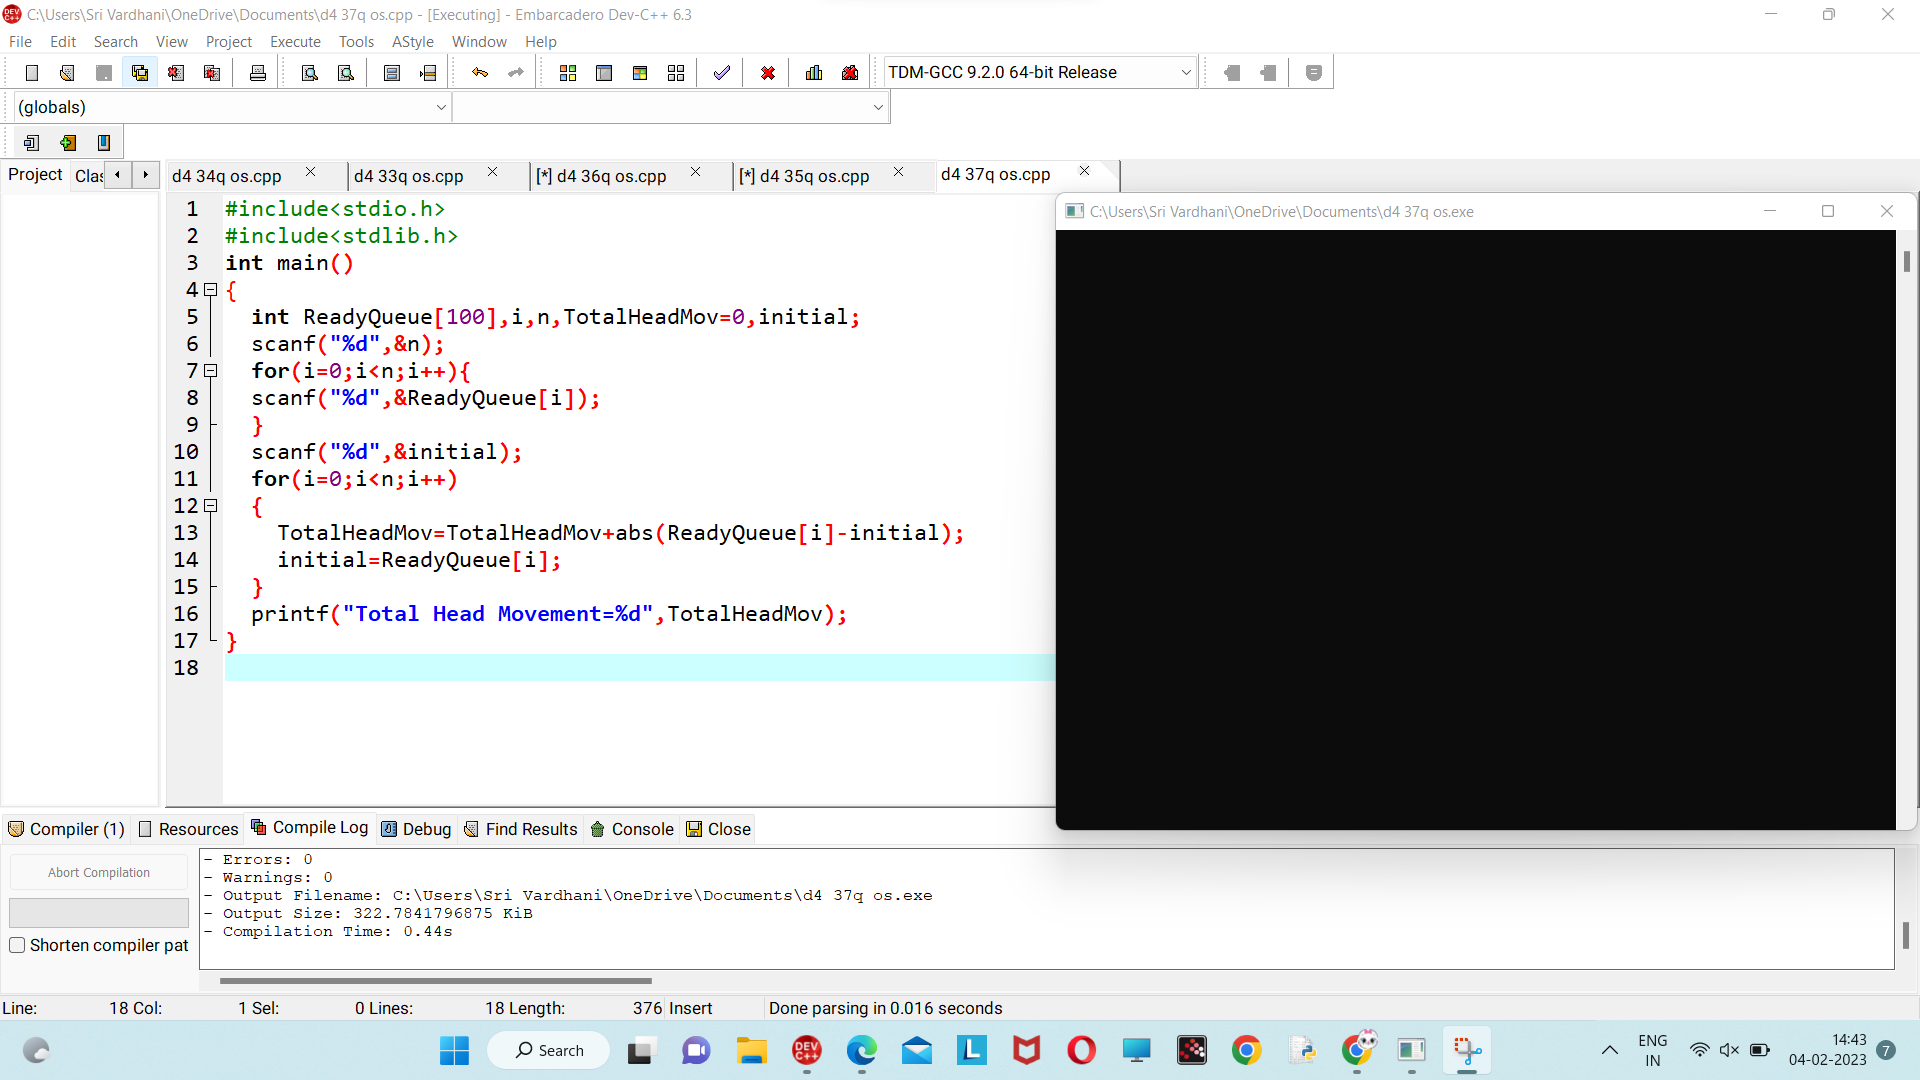 C:\Users\Sri Vardhani\OneDrive\Documents\d4 37q os.cpp - [Executing] - Embarcadero Dev-C++ 6.3
File Edit Search View Project Execute Tools AStyle Window Help
TDM-GCC 9.2.0 64-bit Release
(globals)
Project Clas
d4 34q os.cpp d4 33q os.cpp [*] d4 36q os.cpp [*] d4 35q os.cpp d4 37q os.cpp
C:\Users\Sri Vardhani\OneDrive\Documents\d4 37q os.exe
1 #include<stdio.h>
2 #include<stdlib.h>
3 int main()
4 {
5 int ReadyQueue[100],i,n,TotalHeadMov=0,initial;
6 scanf("%d",&n);
7 for(i=0;i<n;i++){
8 scanf("%d",&ReadyQueue[i]);
9 }
10 scanf("%d",&initial);
11 for(i=0;i<n;i++)
12 {
13 TotalHeadMov=TotalHeadMov+abs(ReadyQueue[i]-initial);
14 initial=ReadyQueue[i];
15 }
16 printf("Total Head Movement=%d",TotalHeadMov);
17 }
18
Compiler (1) Resources Compile Log Debug Find Results Console Close
Abort Compilation
Shorten compiler pat
- Errors: 0
- Warnings: 0
- Output Filename: C:\Users\Sri Vardhani\OneDrive\Documents\d4 37q os.exe
- Output Size: 322.7841796875 KiB
- Compilation Time: 0.44s
Line: 18 Col: 1 Sel: 0 Lines: 18 Length: 376 Insert Done parsing in 0.016 seconds
Search
DEV C++
L
ENG
IN
14:43
04-02-2023
7